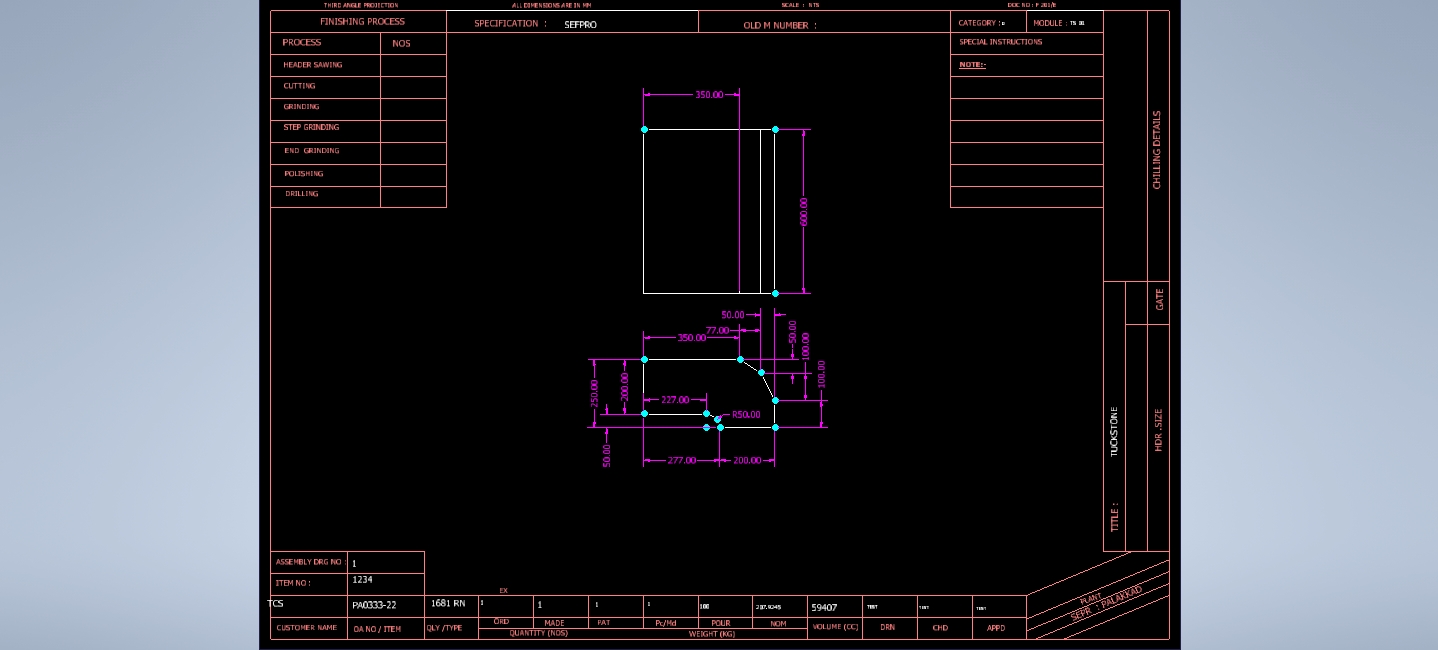 THIRD ANGLE PROJECTION ALL DIMENSIONS ARE IN MM SCALE : NTS DOC NO : F 201/E
FINISHING PROCESS SPECIFICATION : SEFPRO OLD M NUMBER : CATEGORY : MODULE : TS 01
PROCESS NOS SPECIAL INSTRUCTIONS
HEADER SAWING NOTE:-
CUTTING
GRINDING
STEP GRINDING
END GRINDING
POLISHING
DRILLING
350.00
600.00
50.00
77.00
350.00
50.00
100.00
100.00
250.00
200.00
227.00
R50.00
50.00
277.00 200.00
CHILLING DETAILS
GATE
HDR .SIZE
TITLE : TUCKSTONE
ASSEMBLY DRG NO : 1
ITEM NO : 1234
EX
TCS PA0333-22 1681 RN 1 1 1 1 100 207.9245 59407 TEST TEST TEST
CUSTOMER NAME OA NO / ITEM QLY /TYPE ORD MADE PAT Pc/Md POUR NOM VOLUME (CC) DRN CHD APPD
QUANTITY (NOS) WEIGHT (KG)
PLANT
SEPR : PALAKKAD